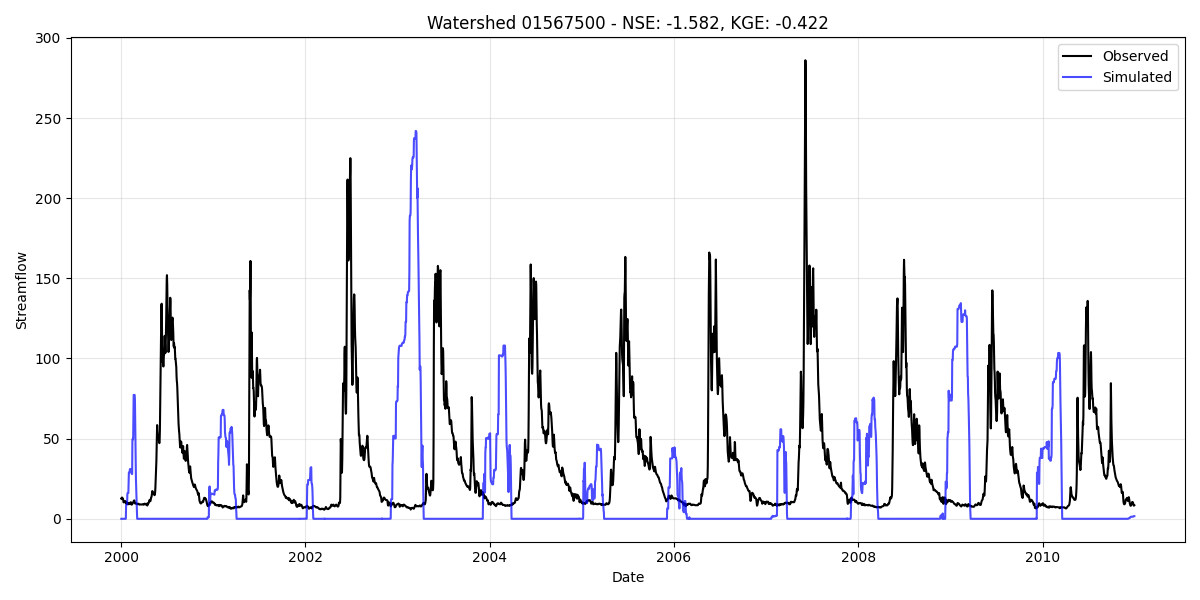 Watershed 01567500 - NSE: -1.582, KGE: -0.422
Observed
Simulated
Streamflow
300
250
200
150
100
50
0
2000 2002 2004 2006 2008 2010
Date